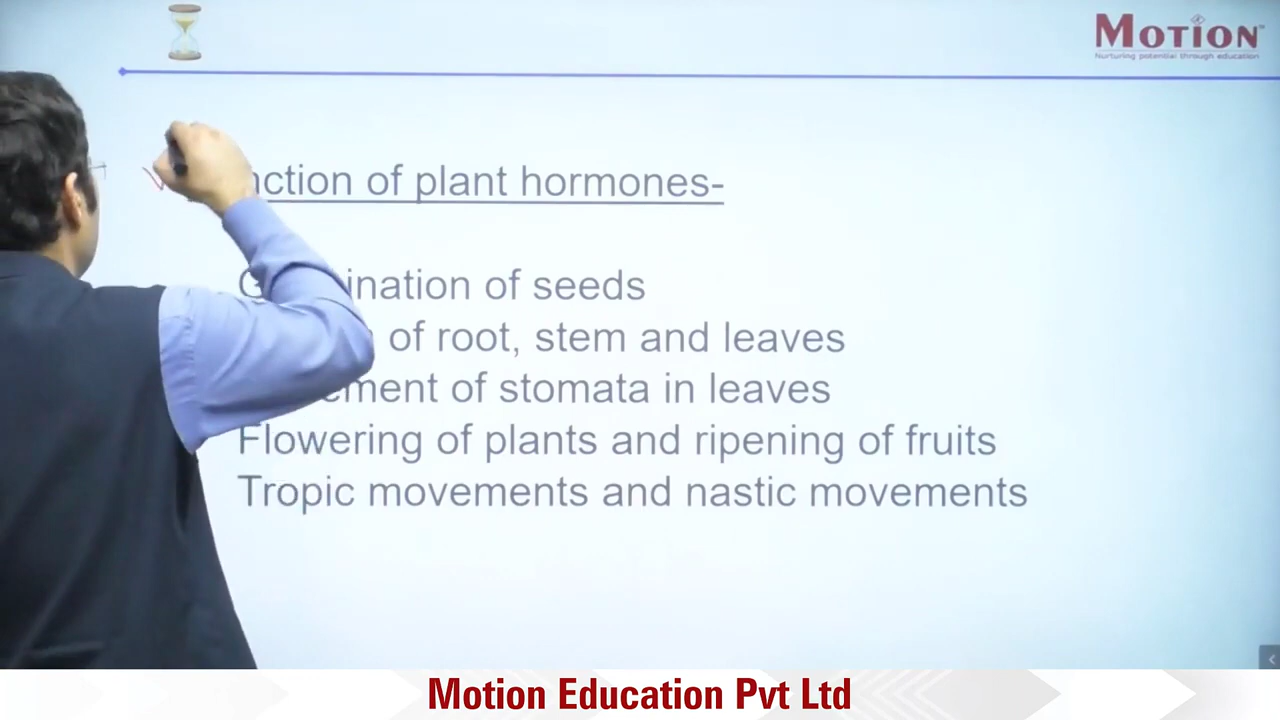 MOTION
Nurturing potential through education
nction of plant hormones-
ination of seeds
of root, stem and leaves
ement of stomata in leaves
Flowering of plants and ripening of fruits
Tropic movements and nastic movements
Motion Education Pvt Ltd